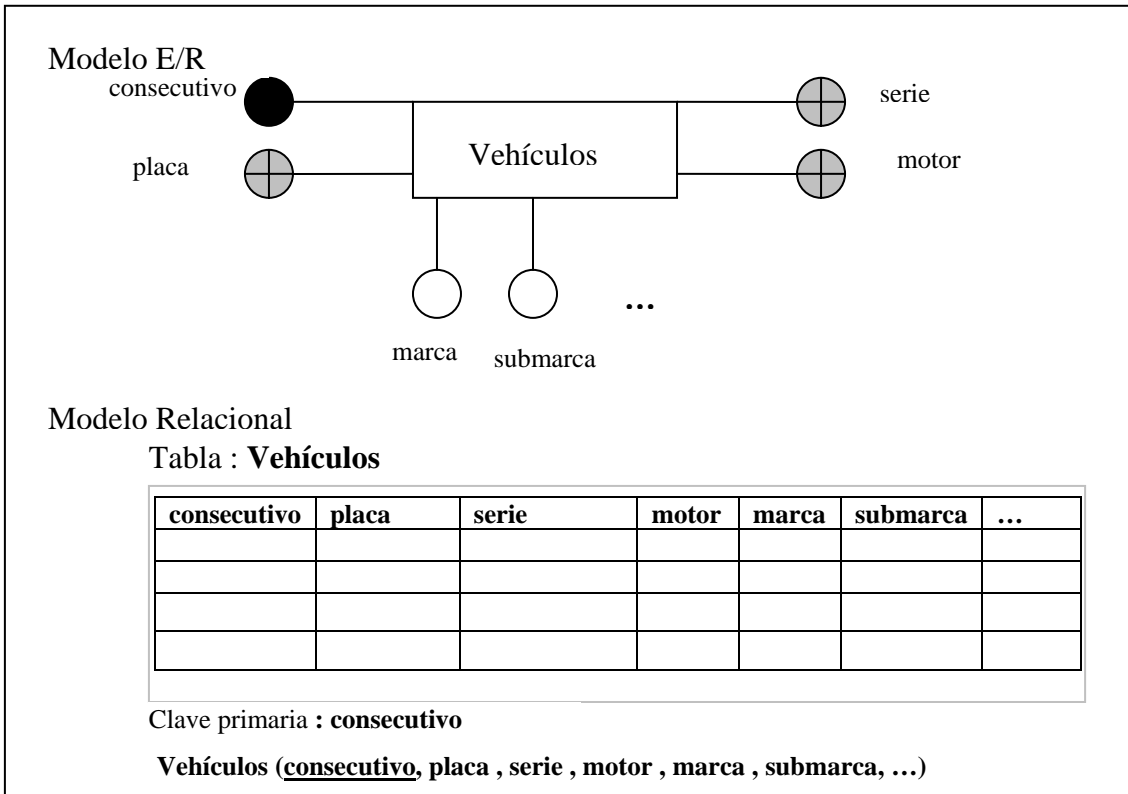 Modelo E/R
consecutivo
serie
placa
Vehículos
motor
...
marca
submarca
Modelo Relacional
Tabla : Vehículos
consecutivo placa serie motor marca submarca ...
Clave primaria : consecutivo
Vehículos (consecutivo, placa , serie , motor , marca , submarca, ...)